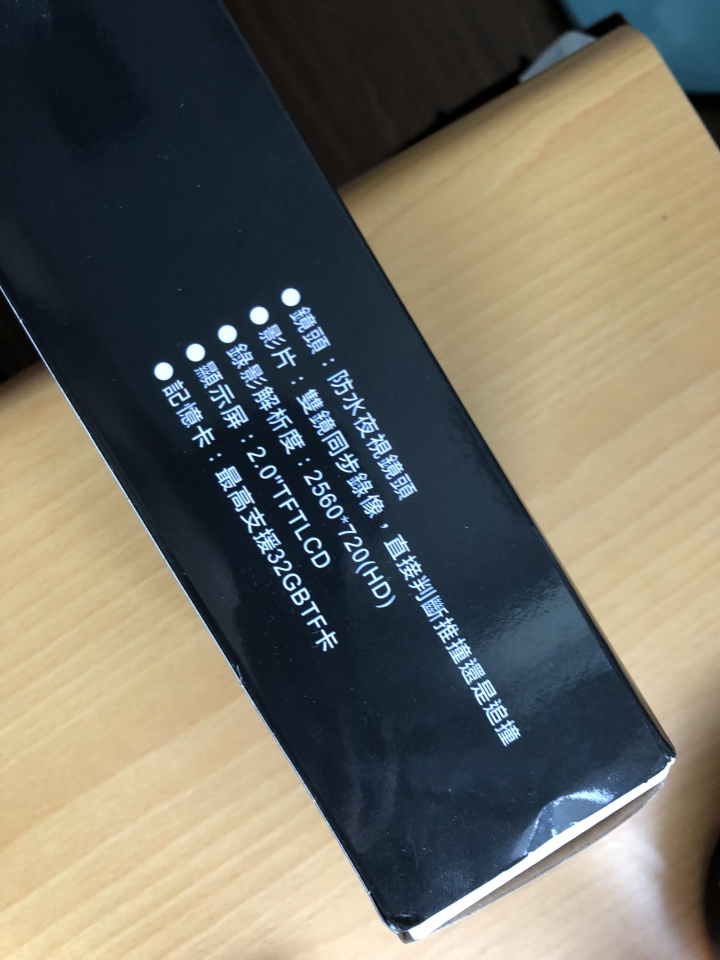 ●鏡頭：防水夜視鏡頭
●影片：雙鏡同步錄像，直接判斷推撞還是追撞
●錄影解析度：2560*720(HD)
●顯示屏：2.0"TFTLCD
●記憶卡：最高支援32GBTF卡